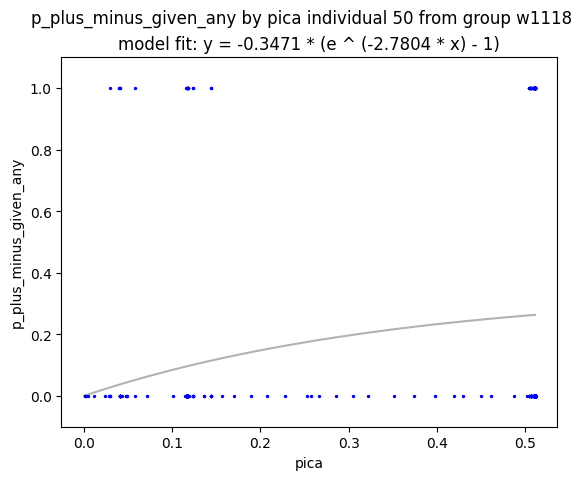 p_plus_minus_given_any by pica individual 50 from group w1118
model fit: y = -0.3471 * (e ^ (-2.7804 * x) - 1)
1.0
0.8
0.6
0.4
0.2
0.0
p_plus_minus_given_any
0.0 0.1 0.2 0.3 0.4 0.5
pica